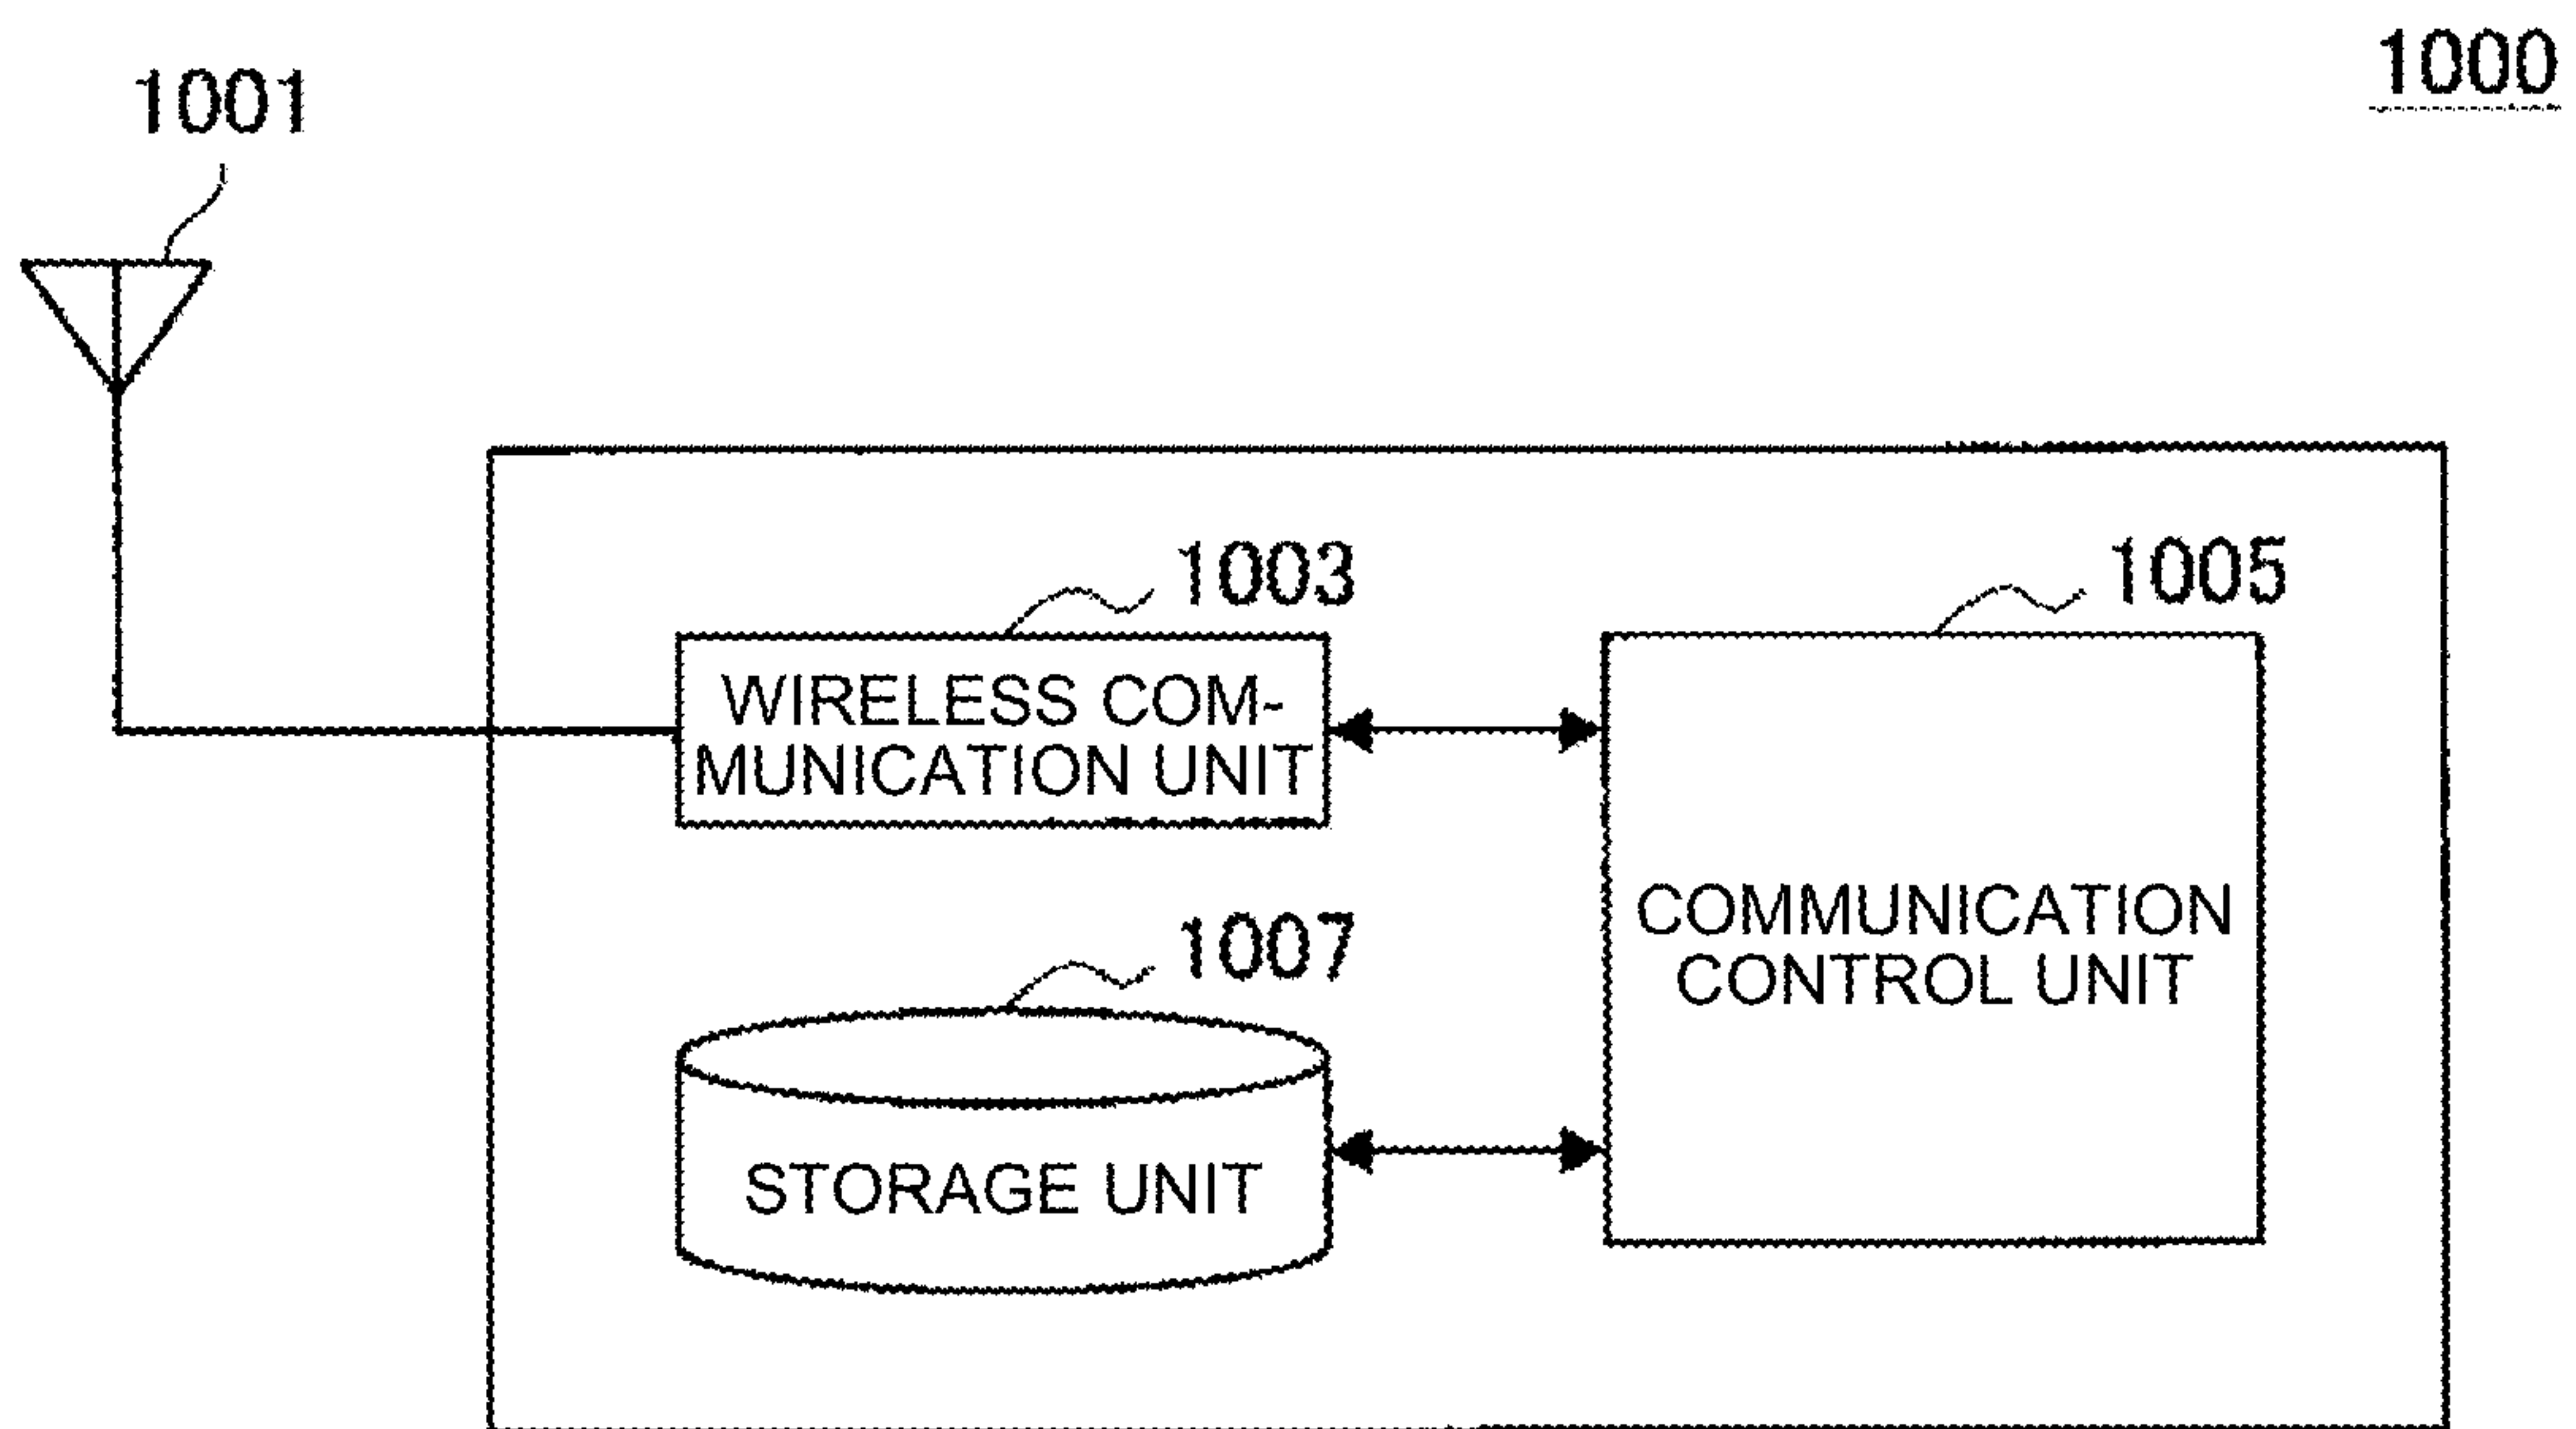 1000
1001
1003
WIRELESS COM-
MUNICATION UNIT
1005
COMMUNICATION
CONTROL UNIT
1007
STORAGE UNIT